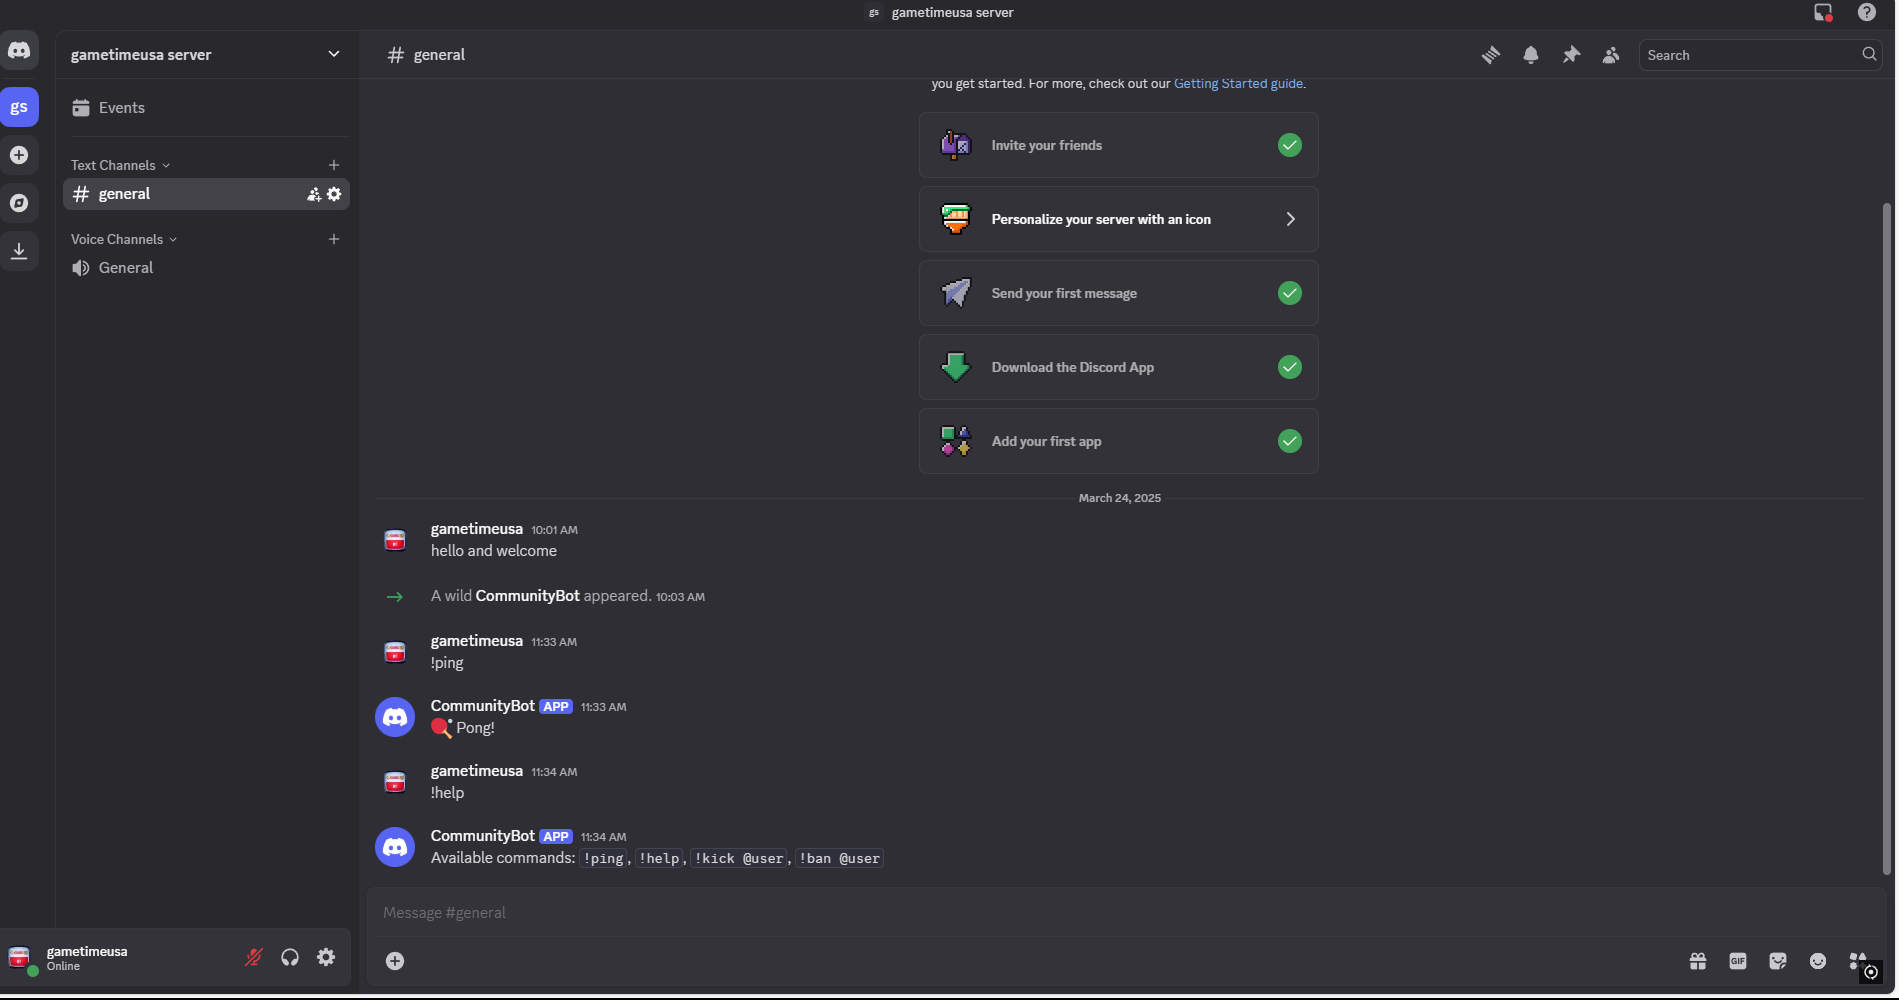 gs gametimeusa server
gametimeusa server
gs
Events
Text Channels
general
Voice Channels
General
gametimeusa
Online
# general
Search
you get started. For more, check out our Getting Started guide.
Invite your friends
Personalize your server with an icon
Send your first message
Download the Discord App
Add your first app
March 24, 2025
gametimeusa 10:01 AM
hello and welcome
A wild CommunityBot appeared. 10:03 AM
gametimeusa 11:33 AM
!ping
CommunityBot APP 11:33 AM
Pong!
gametimeusa 11:34 AM
!help
CommunityBot APP 11:34 AM
Available commands: !ping, !help, !kick @user, !ban @user
Message #general
GIF